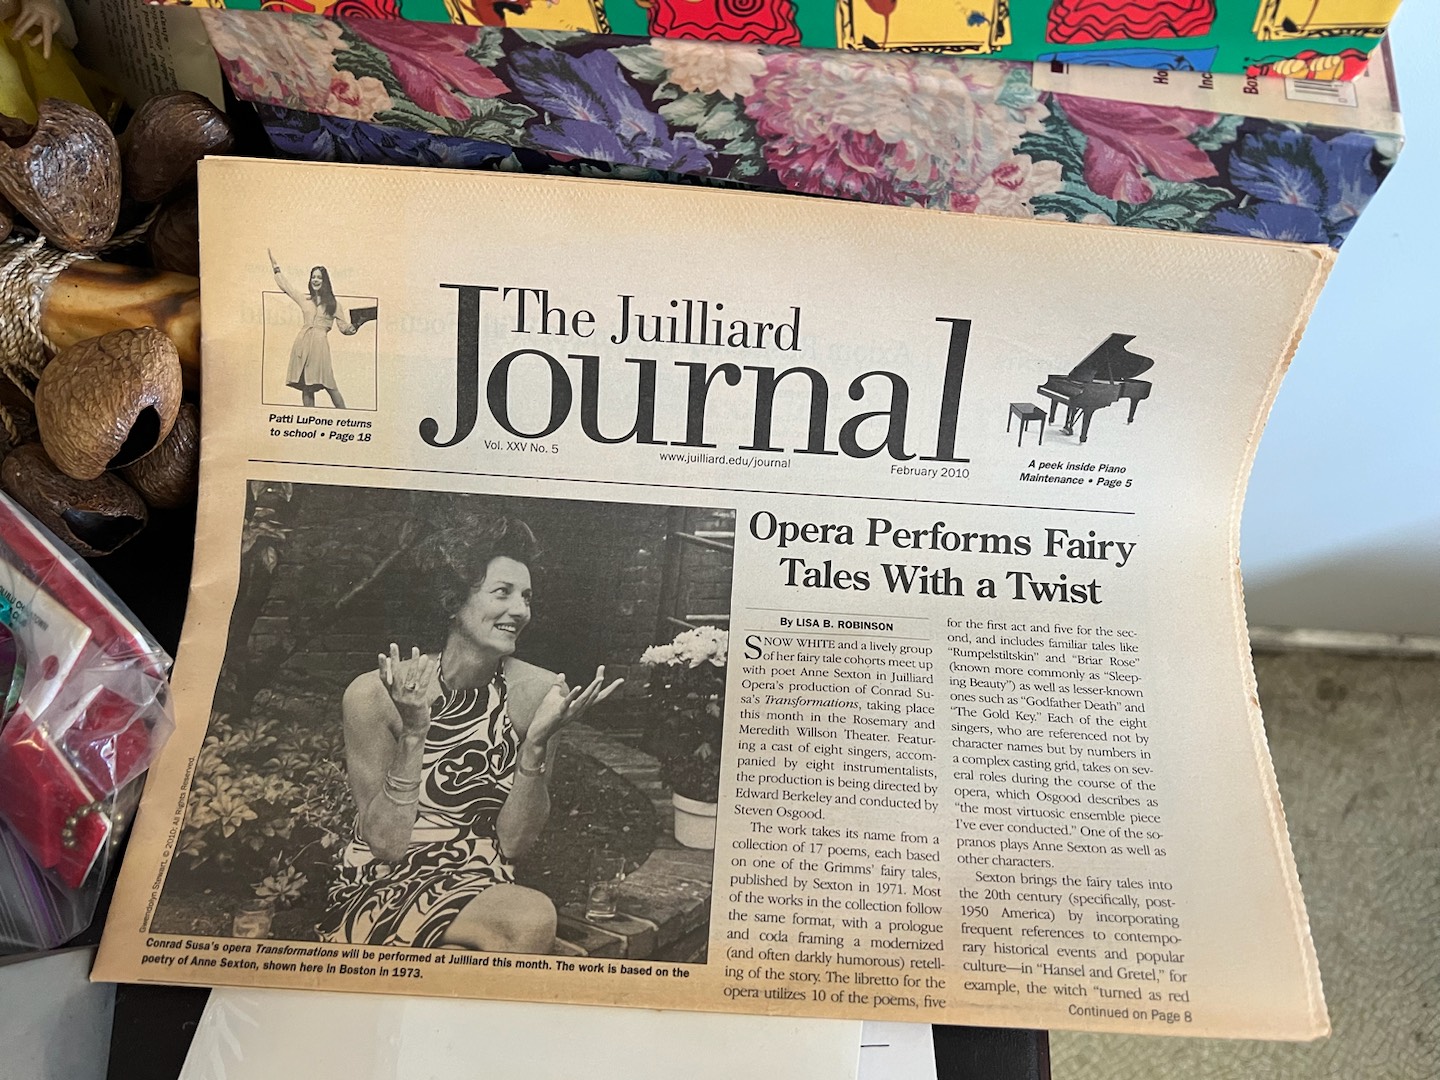 Ho
Inc
Box
The Juilliard
Journal
Patti LuPone returns
to school • Page 18
Vol. XXV No. 5
www.juilliard.edu/journal
February 2010
A peek inside Piano
Maintenance • Page 5
Gwendolyn Stewart, © 2010; All Rights Reserved.
Conrad Susa's opera Transformations will be performed at Juilliard this month. The work is based on the
poetry of Anne Sexton, shown here in Boston in 1973.
Opera Performs Fairy
Tales With a Twist
By LISA B. ROBINSON
SNOW WHITE and a lively group
of her fairy tale cohorts meet up
with poet Anne Sexton in Juilliard
Opera's production of Conrad Su-
sa's Transformations, taking place
this month in the Rosemary and
Meredith Willson Theater. Featur-
ing a cast of eight singers, accom-
panied by eight instrumentalists,
the production is being directed by
Edward Berkeley and conducted by
Steven Osgood.
The work takes its name from a
collection of 17 poems, each based
on one of the Grimms' fairy tales,
published by Sexton in 1971. Most
of the works in the collection follow
the same format, with a prologue
and coda framing a modernized
(and often darkly humorous) retell-
ing of the story. The libretto for the
opera utilizes 10 of the poems, five
for the first act and five for the sec-
ond, and includes familiar tales like
"Rumpelstiltskin" and "Briar Rose"
(known more commonly as "Sleep-
ing Beauty") as well as lesser-known
ones such as "Godfather Death" and
"The Gold Key." Each of the eight
singers, who are referenced not by
character names but by numbers in
a complex casting grid, takes on sev-
eral roles during the course of the
opera, which Osgood describes as
"the most virtuosic ensemble piece
I've ever conducted." One of the so-
pranos plays Anne Sexton as well as
other characters.
Sexton brings the fairy tales into
the 20th century (specifically, post-
1950 America) by incorporating
frequent references to contempo-
rary historical events and popular
culture—in "Hansel and Gretel," for
example, the witch "turned as red
Continued on Page 8